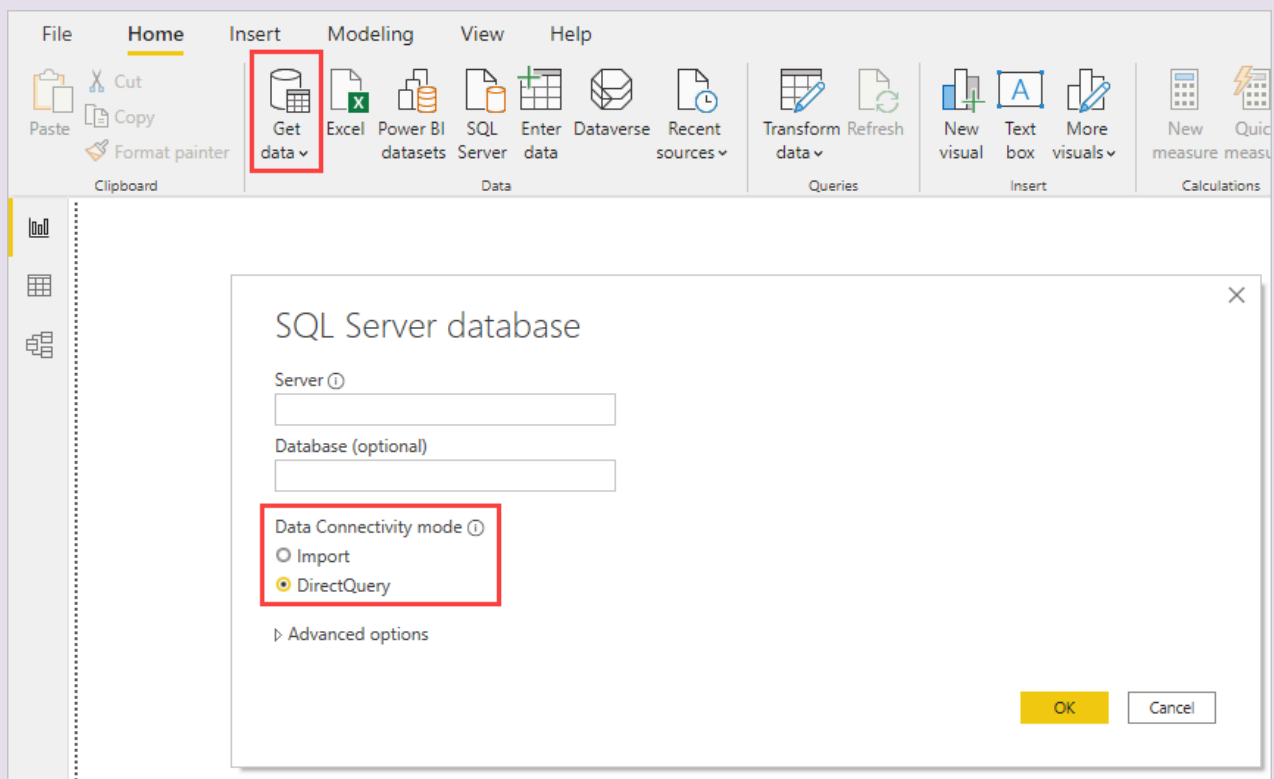 File Home Insert Modeling View Help
Cut
Copy
Format painter
Paste
Clipboard
Get data
Excel
Power BI datasets
SQL Server
Enter data
Dataverse
Recent sources
Data
Transform data
Refresh
Queries
New visual
A
Text box
More visuals
Insert
New measure
Quic
measu
Calculations
SQL Server database
Server
Database (optional)
Data Connectivity mode
Import
DirectQuery
Advanced options
OK Cancel